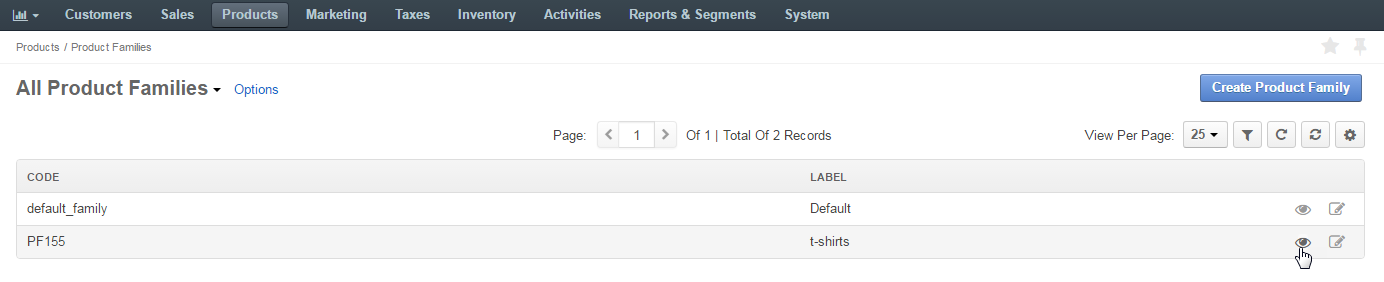 Customers Sales Products Marketing Taxes Inventory Activities Reports & Segments System
Products / Product Families
All Product Families Options Create Product Family
Page: 1 Of 1 | Total Of 2 Records View Per Page: 25
CODE LABEL
default_family Default
PF155 t-shirts